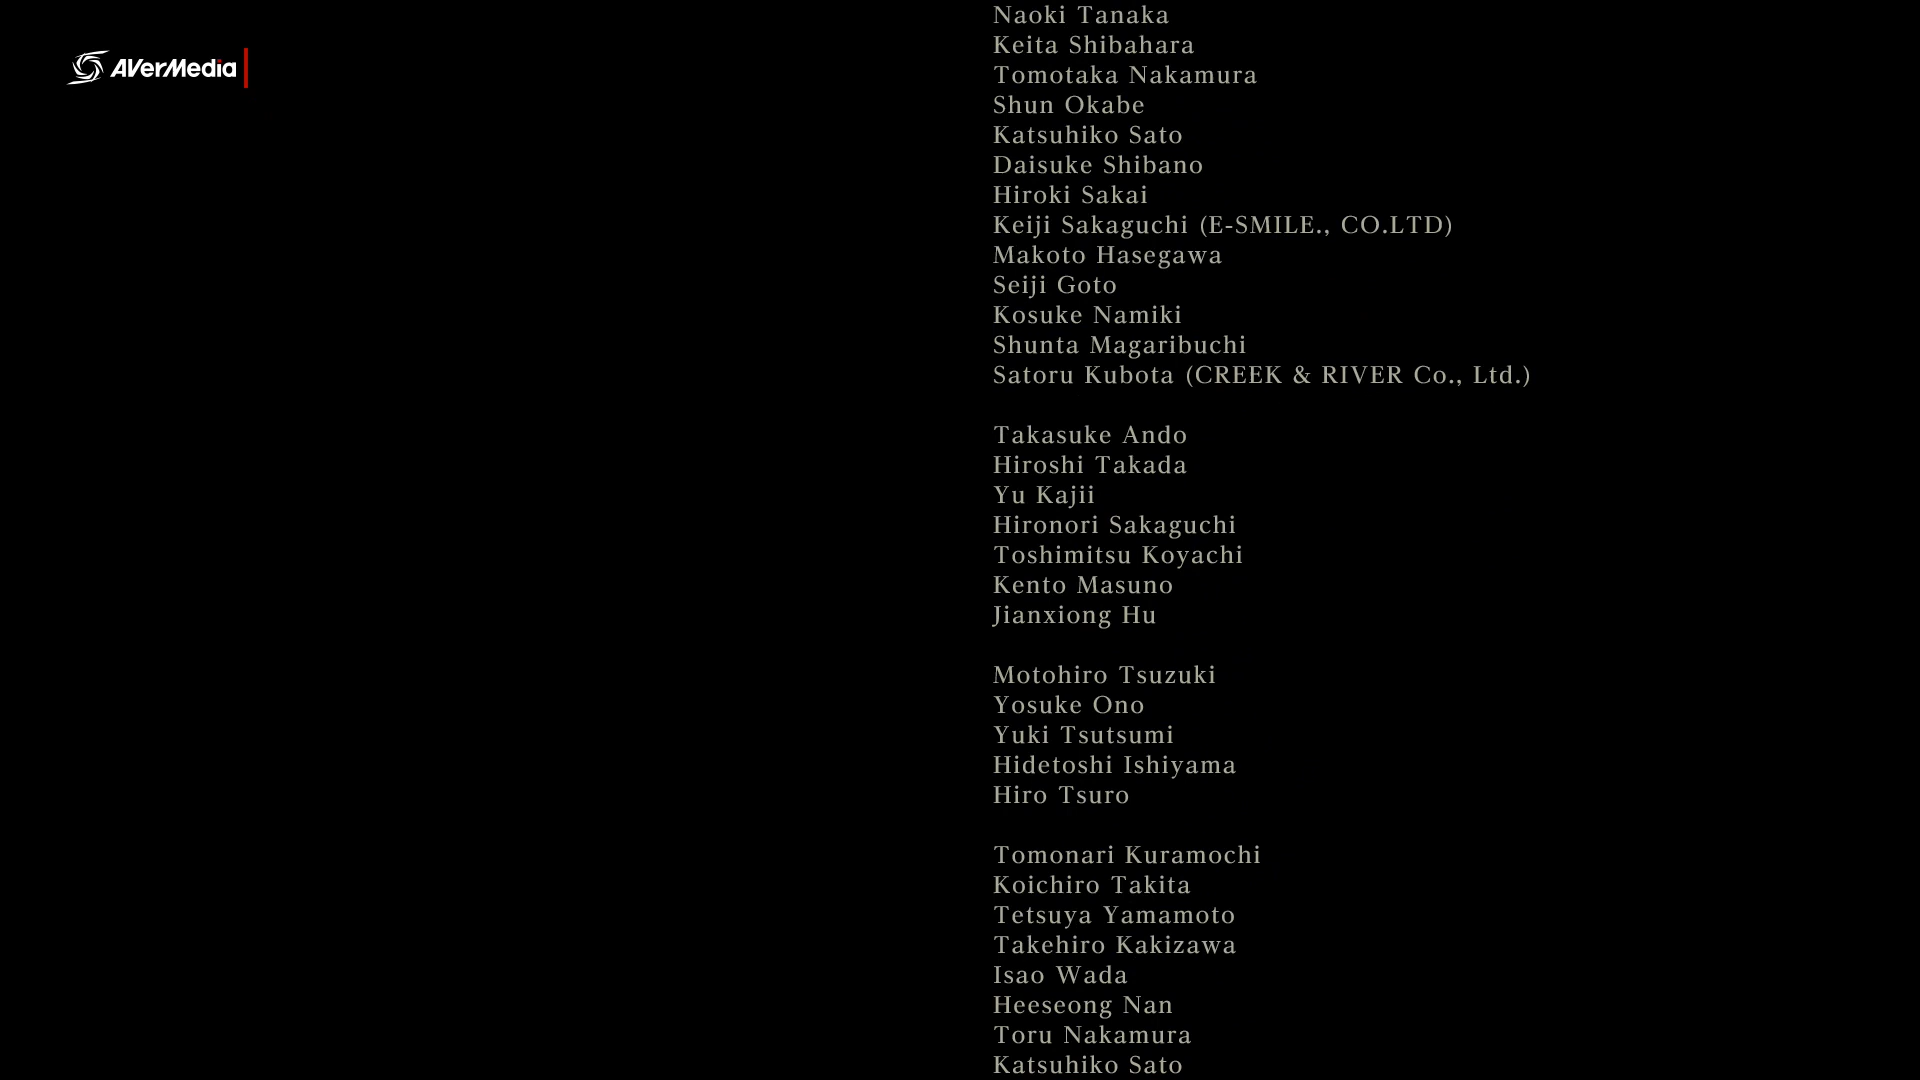 AVerMedia
Naoki Tanaka
Keita Shibahara
Tomotaka Nakamura
Shun Okabe
Katsuhiko Sato
Daisuke Shibano
Hiroki Sakai
Keiji Sakaguchi (E-SMILE., CO.LTD)
Makoto Hasegawa
Seiji Goto
Kosuke Namiki
Shunta Magaribuchi
Satoru Kubota (CREEK & RIVER Co., Ltd.)
Takasuke Ando
Hiroshi Takada
Yu Kajii
Hironori Sakaguchi
Toshimitsu Koyachi
Kento Masuno
Jianxiong Hu
Motohiro Tsuzuki
Yosuke Ono
Yuki Tsutsumi
Hidetoshi Ishiyama
Hiro Tsuro
Tomonari Kuramochi
Koichiro Takita
Tetsuya Yamamoto
Takehiro Kakizawa
Isao Wada
Heeseong Nan
Toru Nakamura
Katsuhiko Sato